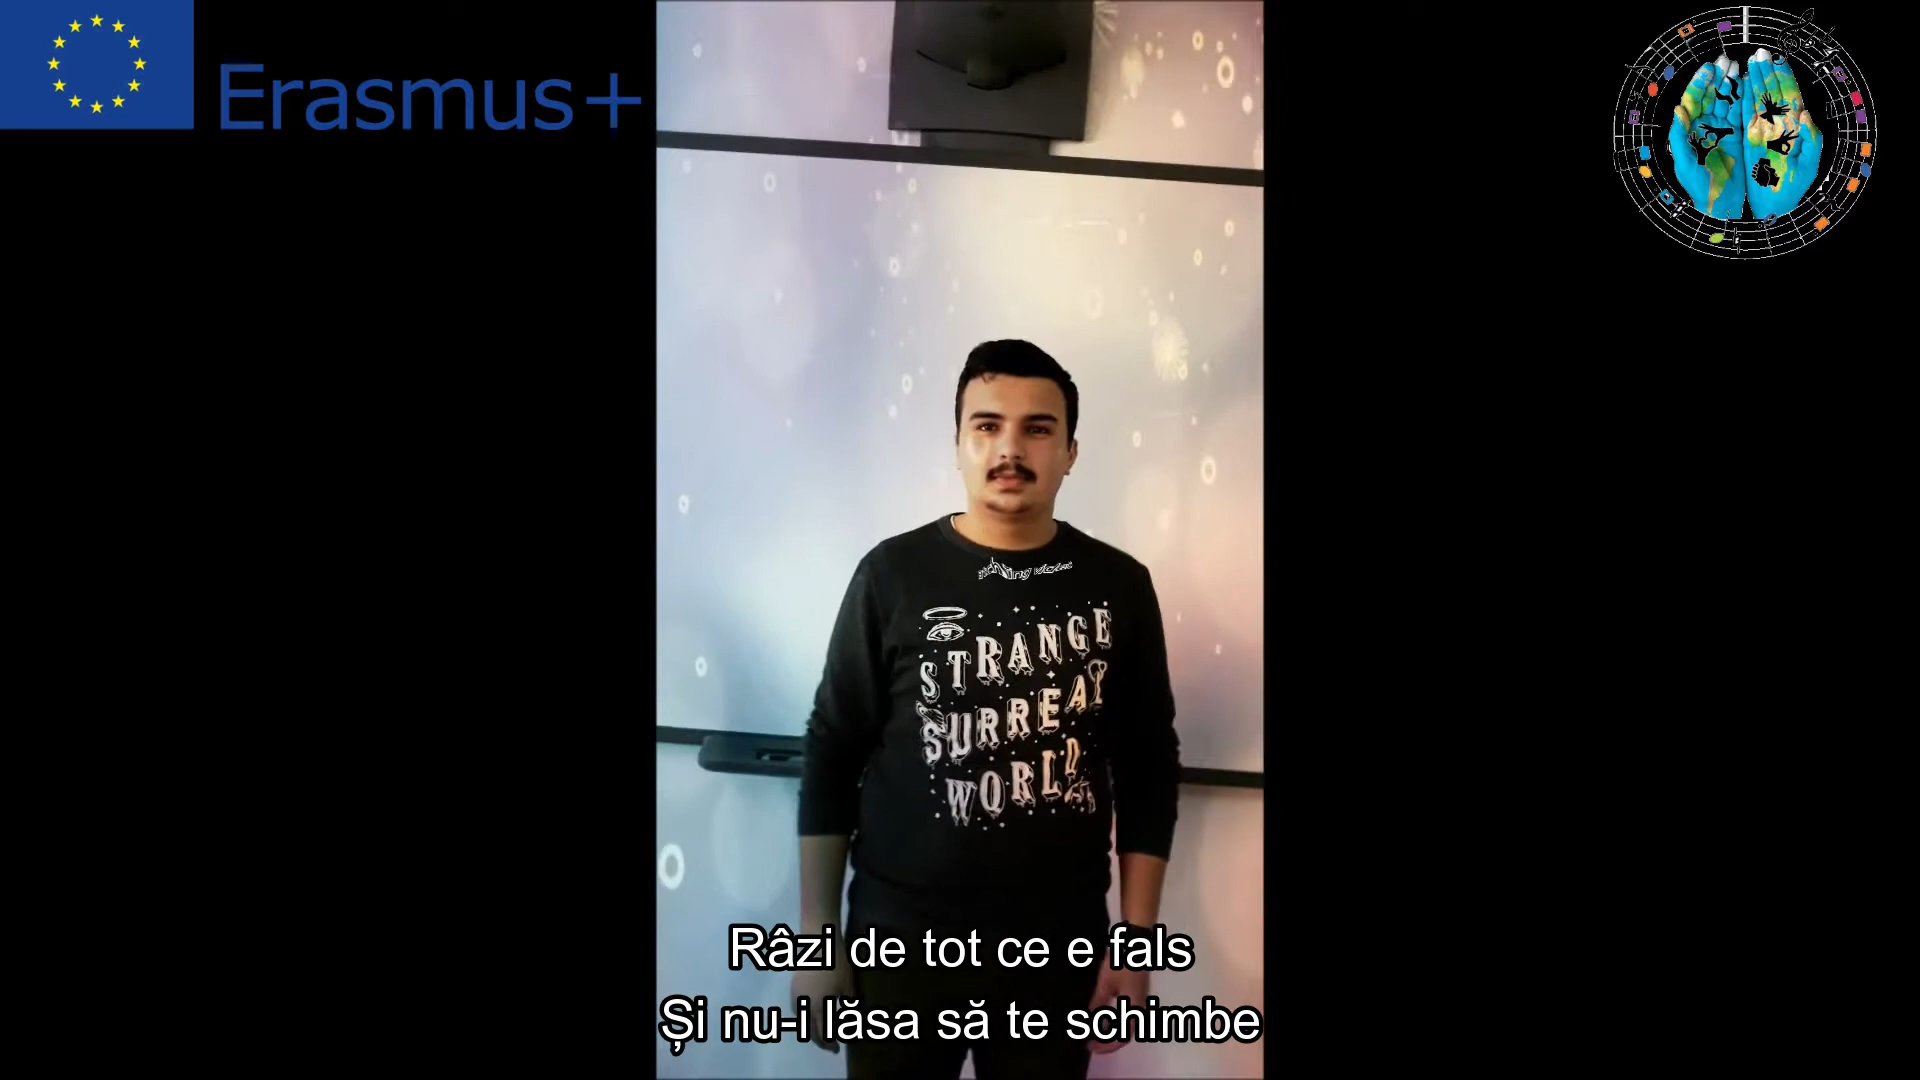 Erasmus+
STRANGE
SURREAL
WORLD
Râzi de tot ce e fals
Și nu-i lăsa să te schimbe